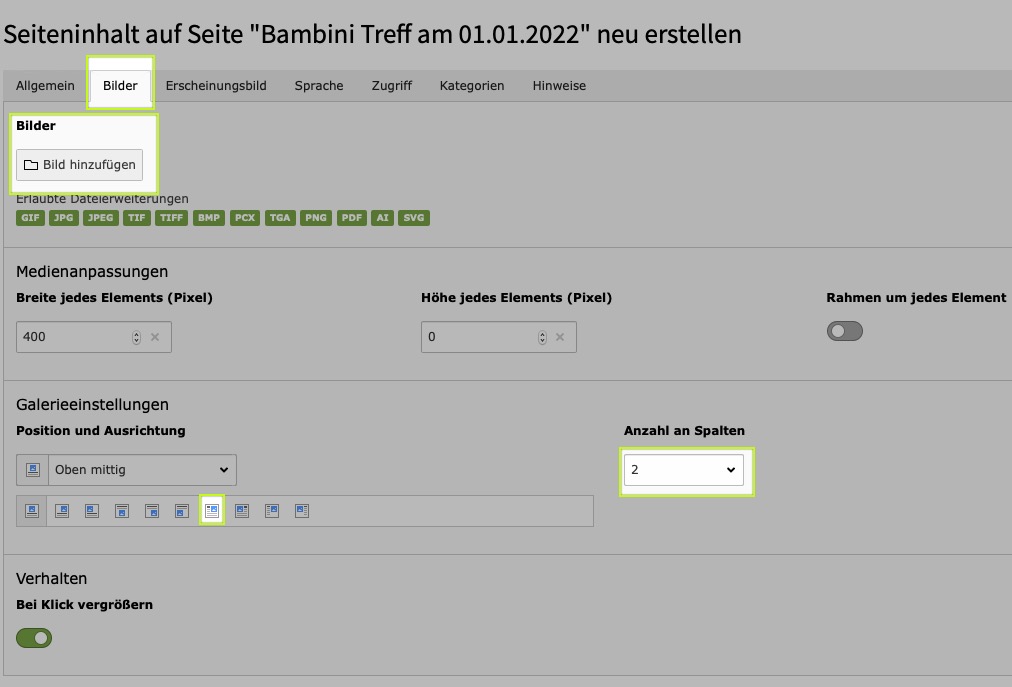 Seiteninhalt auf Seite "Bambini Treff am 01.01.2022" neu erstellen
Allgemein Bilder Erscheinungsbild Sprache Zugriff Kategorien Hinweise
Bilder
Bild hinzufügen
Erlaubte Dateierweiterungen
GIF JPG JPEG TIF TIFF BMP PCX TGA PNG PDF AI SVG
Medienanpassungen
Breite jedes Elements (Pixel) Höhe jedes Elements (Pixel) Rahmen um jedes Element
400 0
Galerieeinstellungen
Position und Ausrichtung Anzahl an Spalten
Oben mittig 2
Verhalten
Bei Klick vergrößern